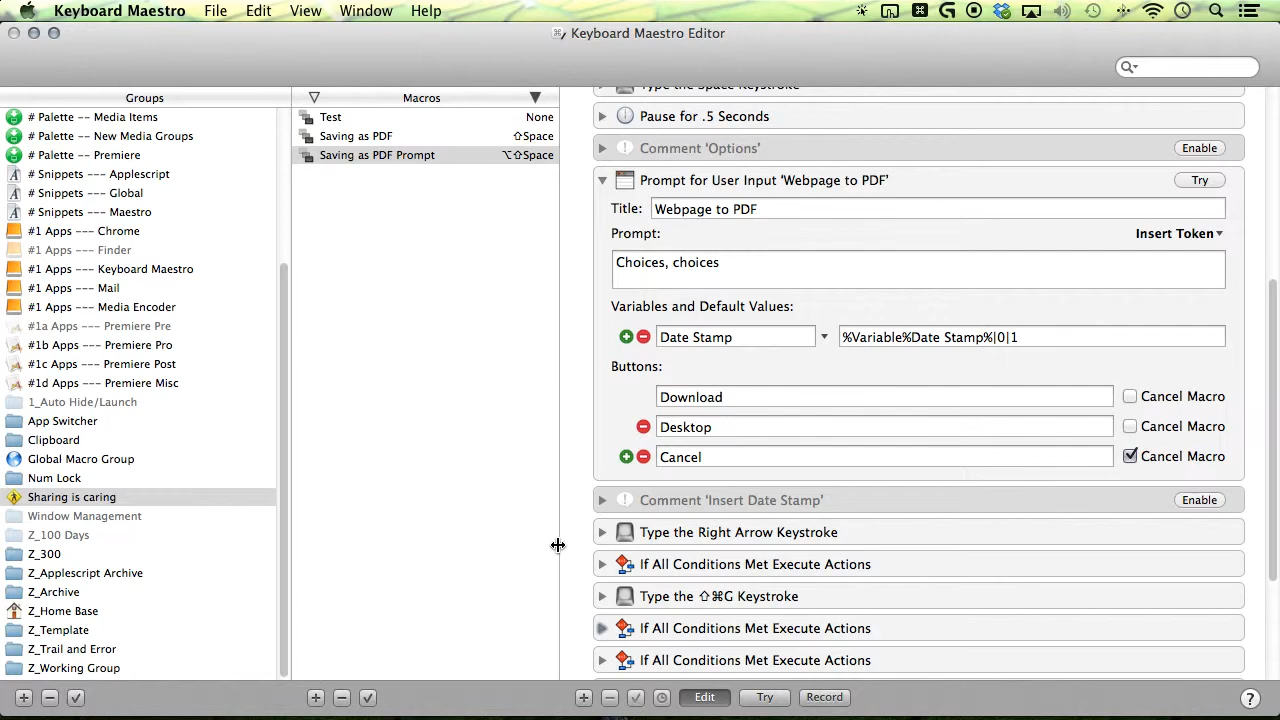 Keyboard Maestro File Edit View Window Help
Keyboard Maestro Editor
Groups
# Palette -- Media Items
# Palette -- New Media Groups
# Palette --- Premiere
# Snippets --- Applescript
# Snippets --- Global
# Snippets --- Maestro
#1 Apps --- Chrome
#1 Apps --- Finder
#1 Apps --- Keyboard Maestro
#1 Apps --- Mail
#1 Apps --- Media Encoder
#1a Apps --- Premiere Pre
#1b Apps --- Premiere Pro
#1c Apps --- Premiere Post
#1d Apps --- Premiere Misc
1_Auto Hide/Launch
App Switcher
Clipboard
Global Macro Group
Num Lock
Sharing is caring
Window Management
Z_100 Days
Z_300
Z_Applescript Archive
Z_Archive
Z_Home Base
Z_Template
Z_Trail and Error
Z_Working Group
Macros
Test None
Saving as PDF ⇧Space
Saving as PDF Prompt ⌥⇧Space
Type the Space Keystroke
Pause for .5 Seconds
Comment 'Options' Enable
Prompt for User Input 'Webpage to PDF' Try
Title: Webpage to PDF
Prompt: Insert Token
Choices, choices
Variables and Default Values:
Date Stamp %Variable%Date Stamp%|0|1
Buttons:
Download Cancel Macro
Desktop Cancel Macro
Cancel Cancel Macro
Comment 'Insert Date Stamp' Enable
Type the Right Arrow Keystroke
If All Conditions Met Execute Actions
Type the ⇧⌘G Keystroke
If All Conditions Met Execute Actions
If All Conditions Met Execute Actions
Edit Try Record ?